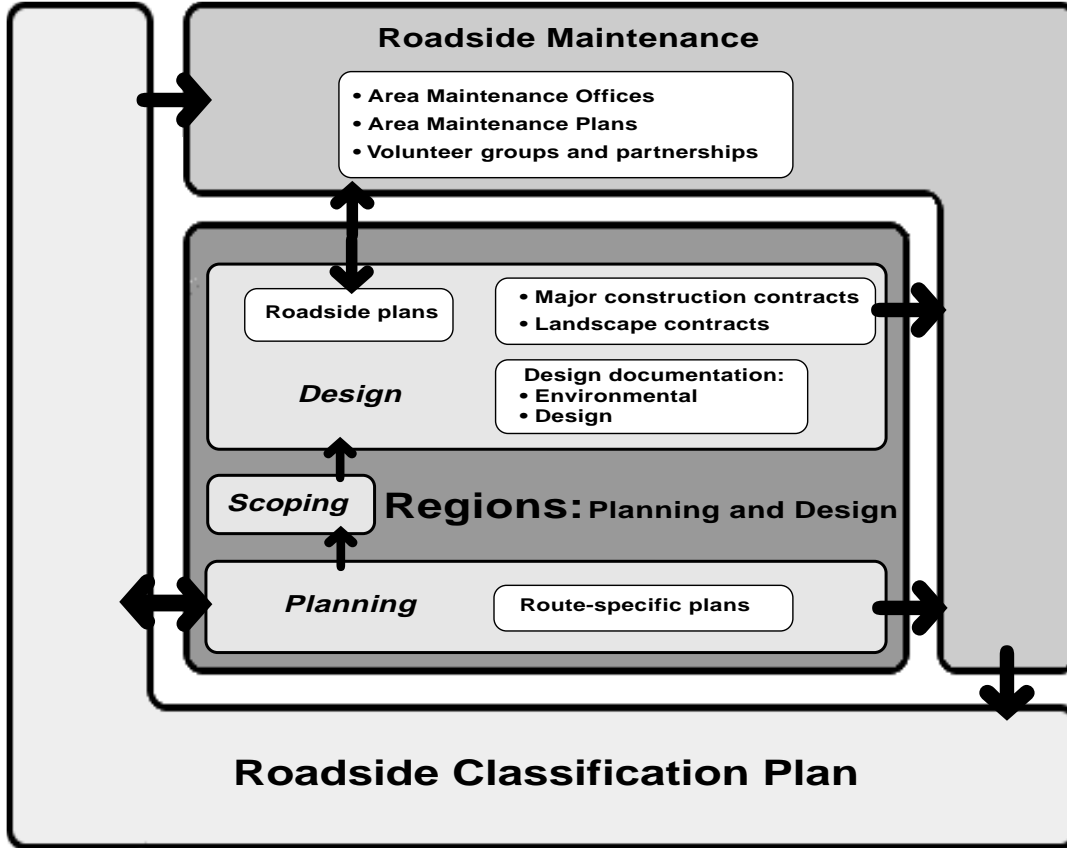 Roadside Maintenance
• Area Maintenance Offices
• Area Maintenance Plans
• Volunteer groups and partnerships
Roadside plans
• Major construction contracts
• Landscape contracts
Design
Design documentation:
• Environmental
• Design
Scoping
Regions: Planning and Design
Planning
Route-specific plans
Roadside Classification Plan